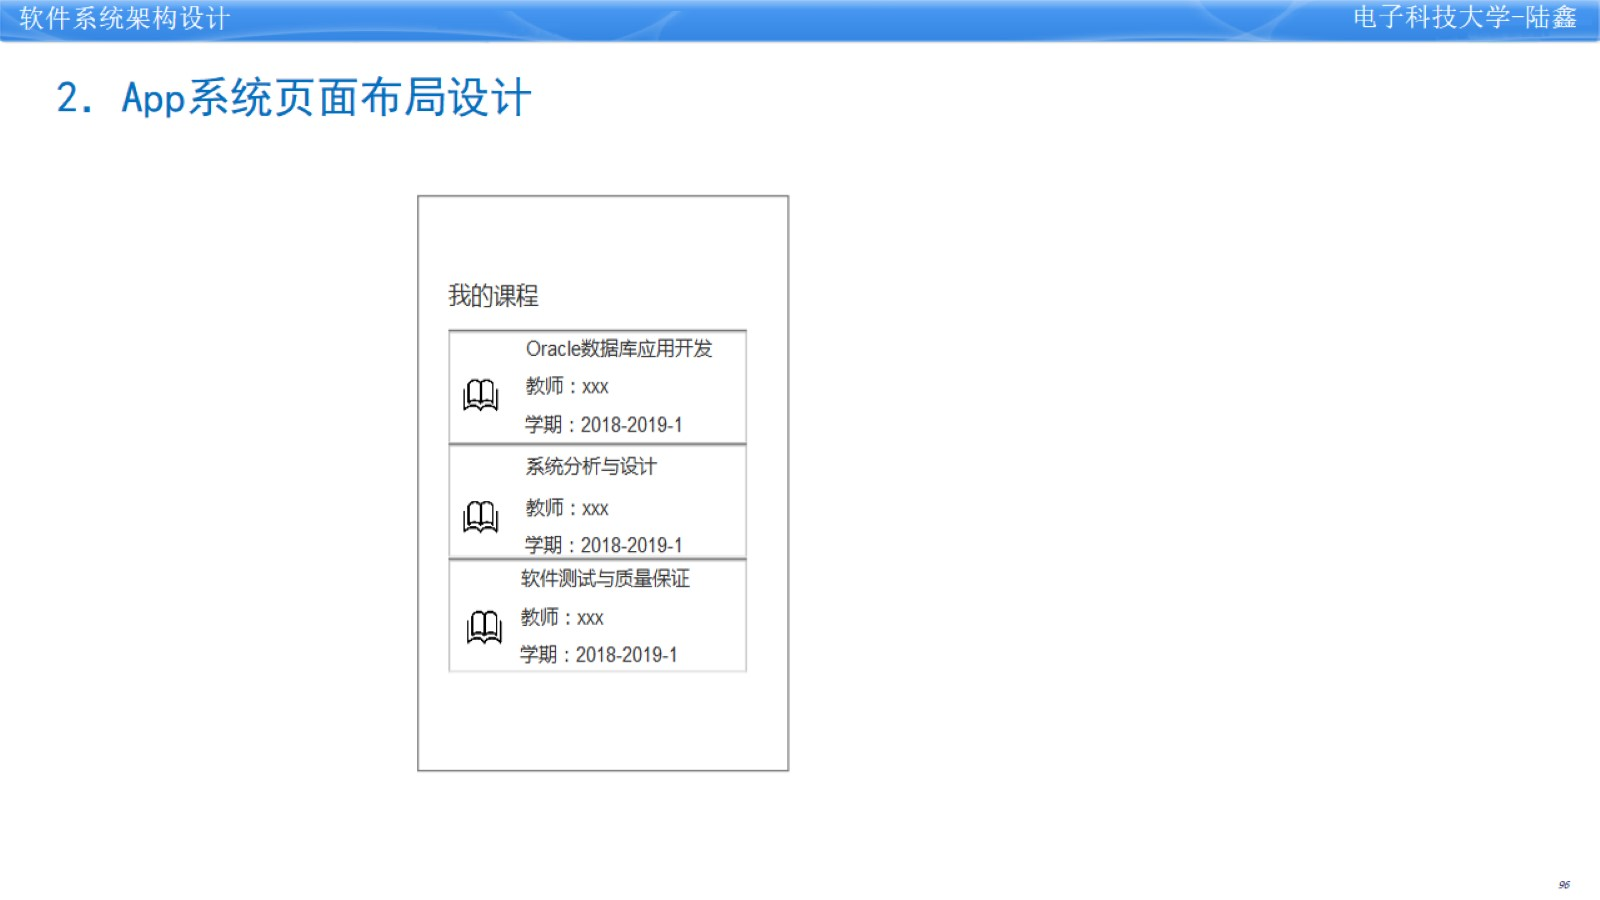 软件系统架构设计
电子科技大学-陆鑫
2. App系统页面布局设计
我的课程
Oracle数据库应用开发
教师：xxx
学期：2018-2019-1
系统分析与设计
教师：xxx
学期：2018-2019-1
软件测试与质量保证
教师：xxx
学期：2018-2019-1
96